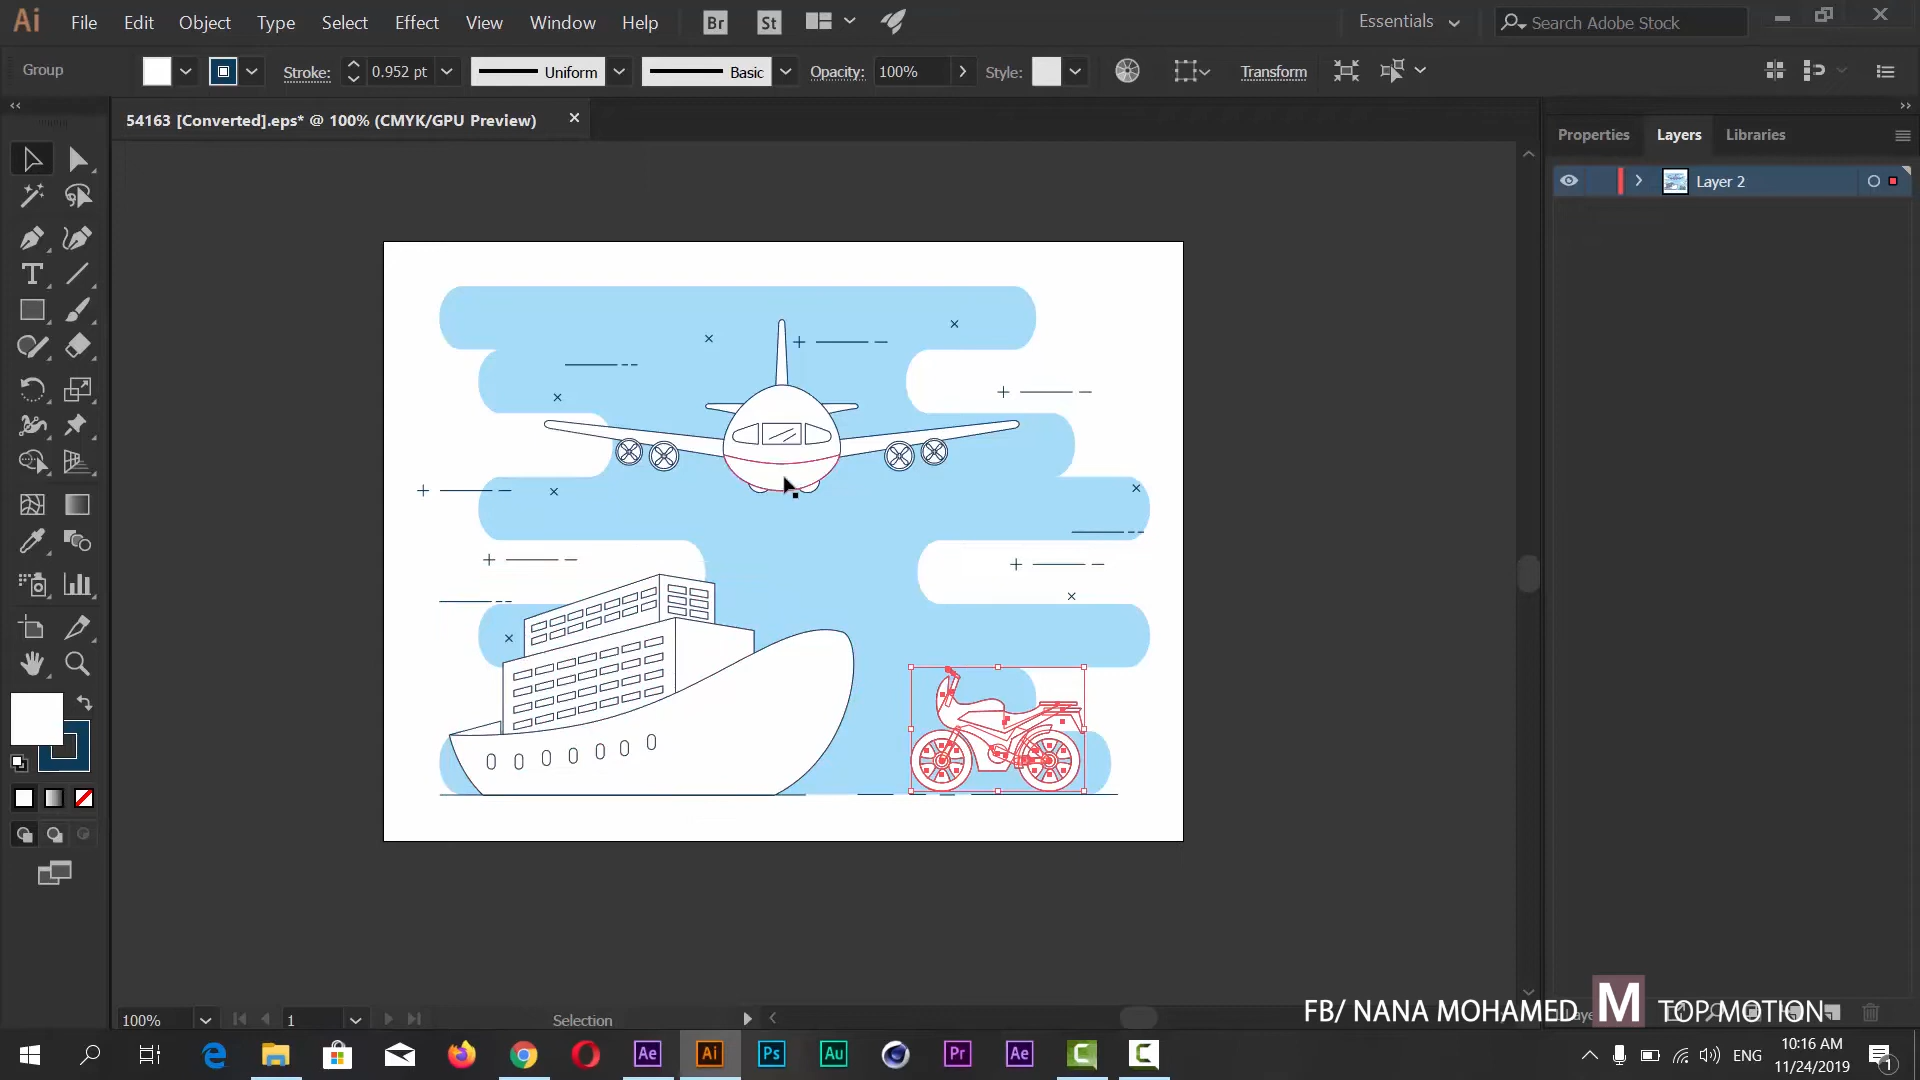 Ai File Edit Object Type Select Effect View Window Help Br St Essentials Search Adobe Stock
Group Stroke: 0.952 pt Uniform Basic Opacity: 100% Style: Transform
54163 [Converted].eps* @ 100% (CMYK/GPU Preview)
Properties Layers Libraries
Layer 2
100% 1 Selection
FB/ NANA MOHAMED M TOP MOTION
Ae Ai Ps Au Pr Ae ENG 10:16 AM
11/24/2019 1